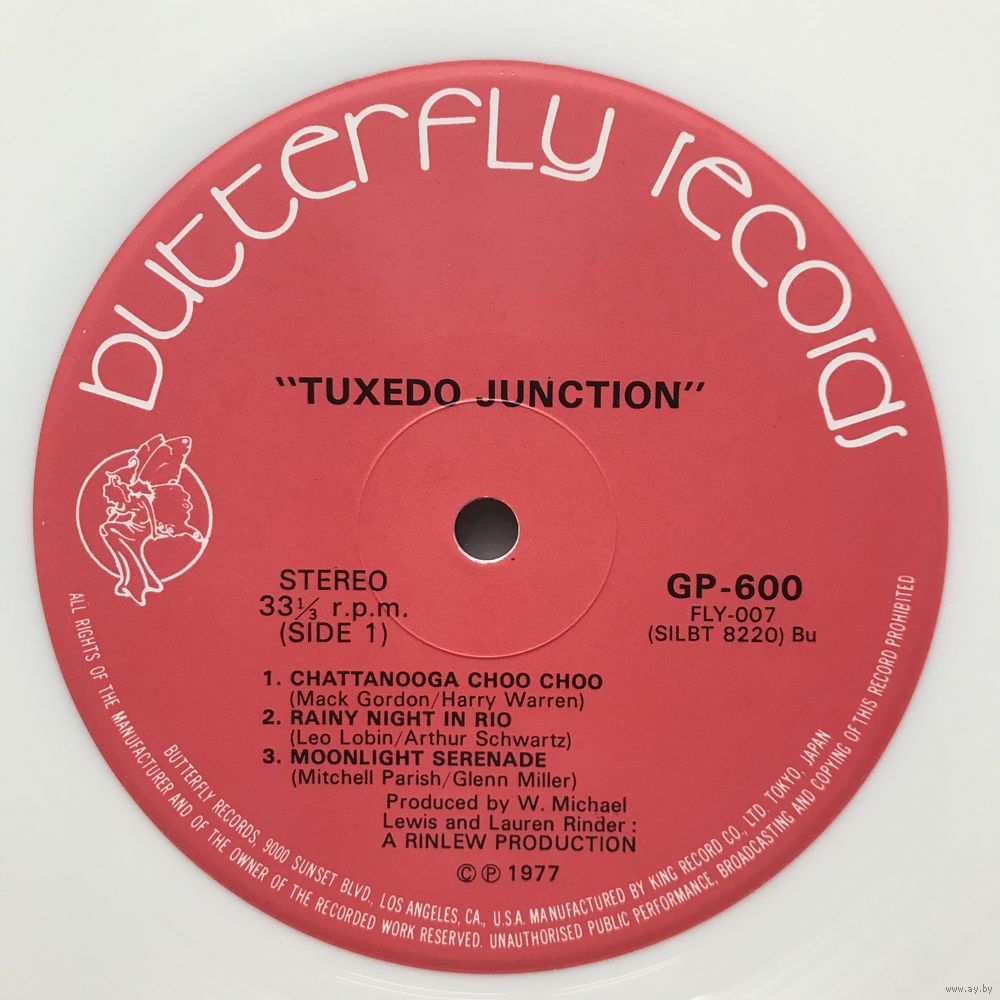 butterfly records
"TUXEDO JUNCTION"
STEREO
33 1/3 r.p.m.
(SIDE 1)
GP-600
FLY-007
(SILBT 8220) Bu
1. CHATTANOOGA CHOO CHOO
(Mack Gordon/Harry Warren)
2. RAINY NIGHT IN RIO
(Leo Lobin/Arthur Schwartz)
3. MOONLIGHT SERENADE
(Mitchell Parish/Glenn Miller)
Produced by W. Michael
Lewis and Lauren Rinder :
A RINLEW PRODUCTION
© ℗ 1977
BUTTERFLY RECORDS, 9000 SUNSET BLVD, LOS ANGELES, CA., U.S.A. MANUFACTURED BY KING RECORD CO., LTD. TOKYO, JAPAN
ALL RIGHTS OF THE MANUFACTURER AND OF THE OWNER OF THE RECORDED WORK RESERVED. UNAUTHORISED PUBLIC PERFORMANCE, BROADCASTING AND COPYING OF THIS RECORD PROHIBITED
www.ay.by